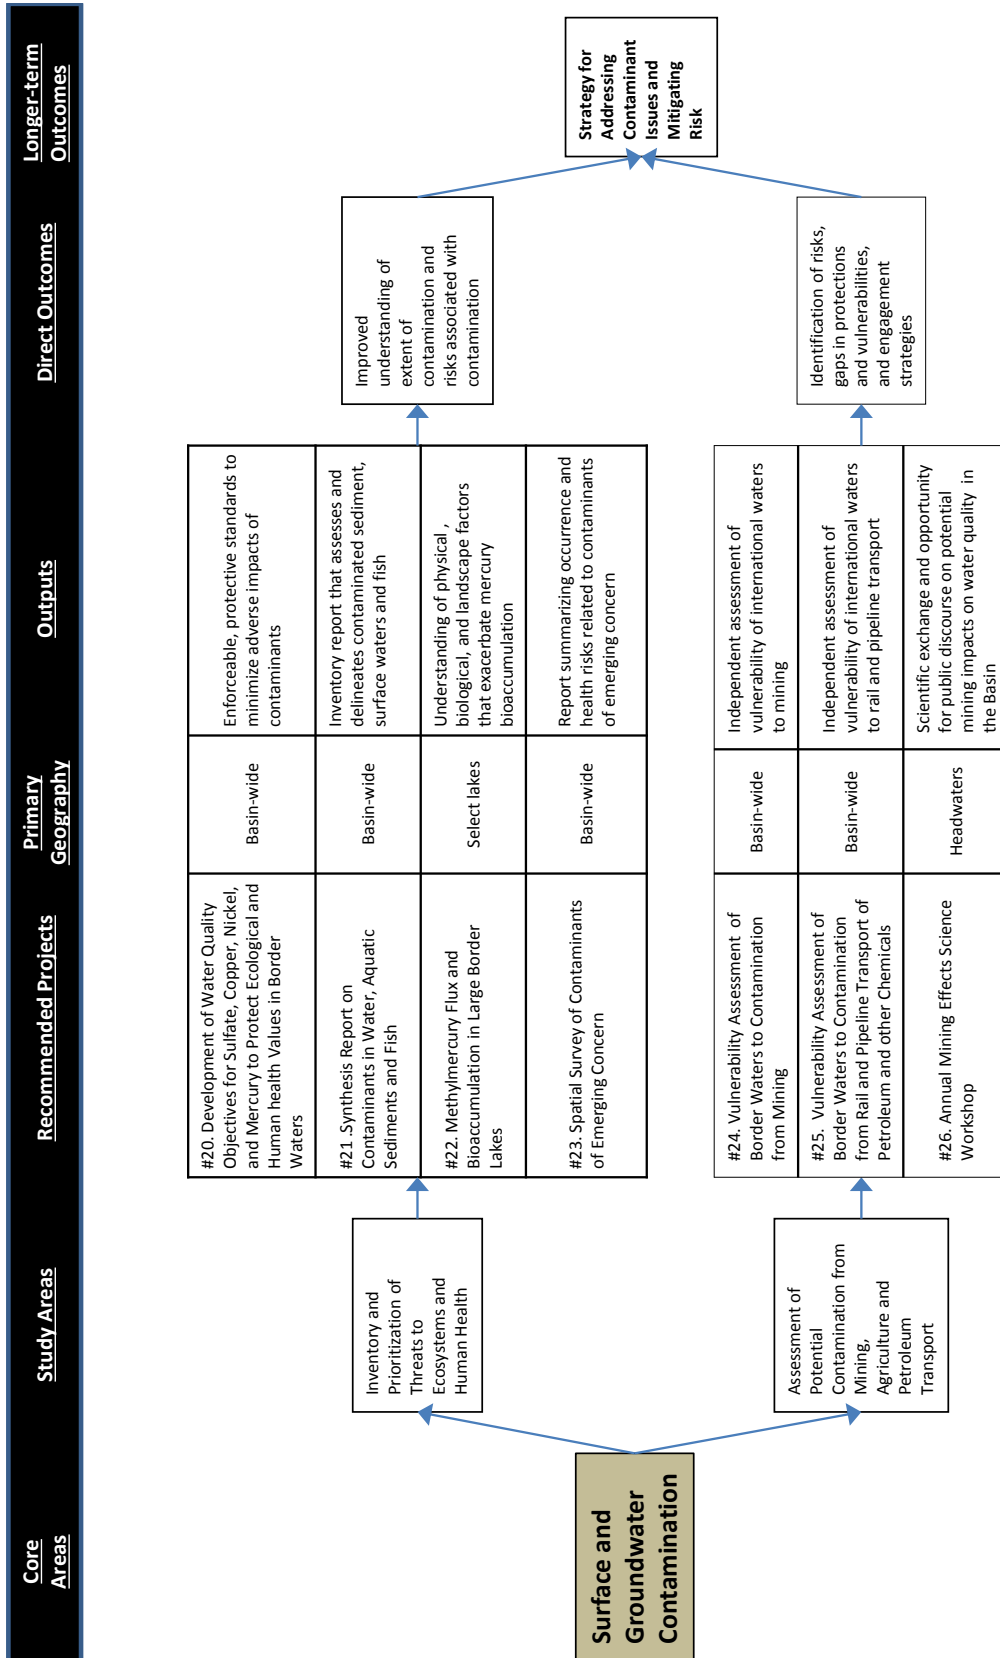 Core
Areas
Study Areas
Recommended Projects
Primary
Geography
Outputs
Direct Outcomes
Longer-term
Outcomes
Surface and
Groundwater
Contamination
Inventory and
Prioritization of
Threats to
Ecosystems and
Human Health
#20. Development of Water Quality
Objectives for Sulfate, Copper, Nickel,
and Mercury to Protect Ecological and
Human health Values in Border
Waters
Basin-wide
Enforceable, protective standards to
minimize adverse impacts of
contaminants
#21 .Synthesis Report on
Contaminants in Water, Aquatic
Sediments and Fish
Basin-wide
Inventory report that assesses and
delineates contaminated sediment,
surface waters and fish
#22. Methylmercury Flux and
Bioaccumulation in Large Border
Lakes
Select lakes
Understanding of physical ,
biological, and landscape factors
that exacerbate mercury
bioaccumulation
#23. Spatial Survey of Contaminants
of Emerging Concern
Basin-wide
Report summarizing occurrence and
health risks related to contaminants
of emerging concern
Improved
understanding of
extent of
contamination and
risks associated with
contamination
Assessment of
Potential
Contamination from
Mining,
Agriculture and
Petroleum
Transport
#24. Vulnerability Assessment of
Border Waters to Contamination
from Mining
Basin-wide
Independent assessment of
vulnerability of international waters
to mining
#25. Vulnerability Assessment of
Border Waters to Contamination
from Rail and Pipeline Transport of
Petroleum and other Chemicals
Basin-wide
Independent assessment of
vulnerability of international waters
to rail and pipeline transport
#26. Annual Mining Effects Science
Workshop
Headwaters
Scientific exchange and opportunity
for public discourse on potential
mining impacts on water quality in
the Basin
Identification of risks,
gaps in protections
and vulnerabilities,
and engagement
strategies
Strategy for
Addressing
Contaminant
Issues and
Mitigating
Risk